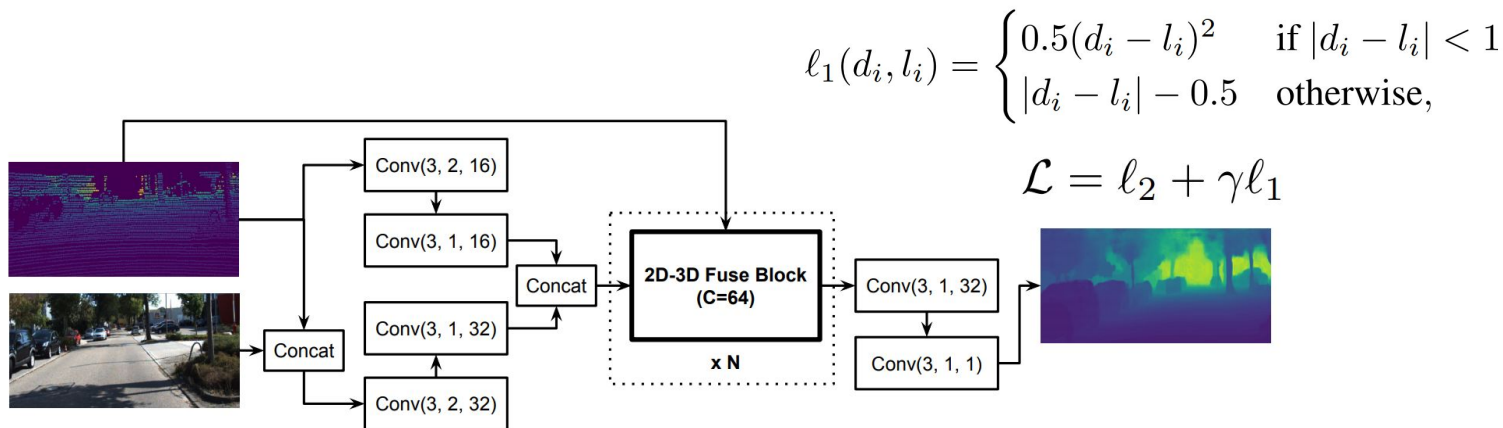 ℓ₁(dᵢ, lᵢ) = { 0.5(dᵢ − lᵢ)² if |dᵢ − lᵢ| < 1
|dᵢ − lᵢ| − 0.5 otherwise,
ℒ = ℓ₂ + γℓ₁
Conv(3, 2, 16)
Conv(3, 1, 16)
Concat
Conv(3, 1, 32)
Conv(3, 2, 32)
Concat
2D-3D Fuse Block
(C=64)
x N
Conv(3, 1, 32)
Conv(3, 1, 1)